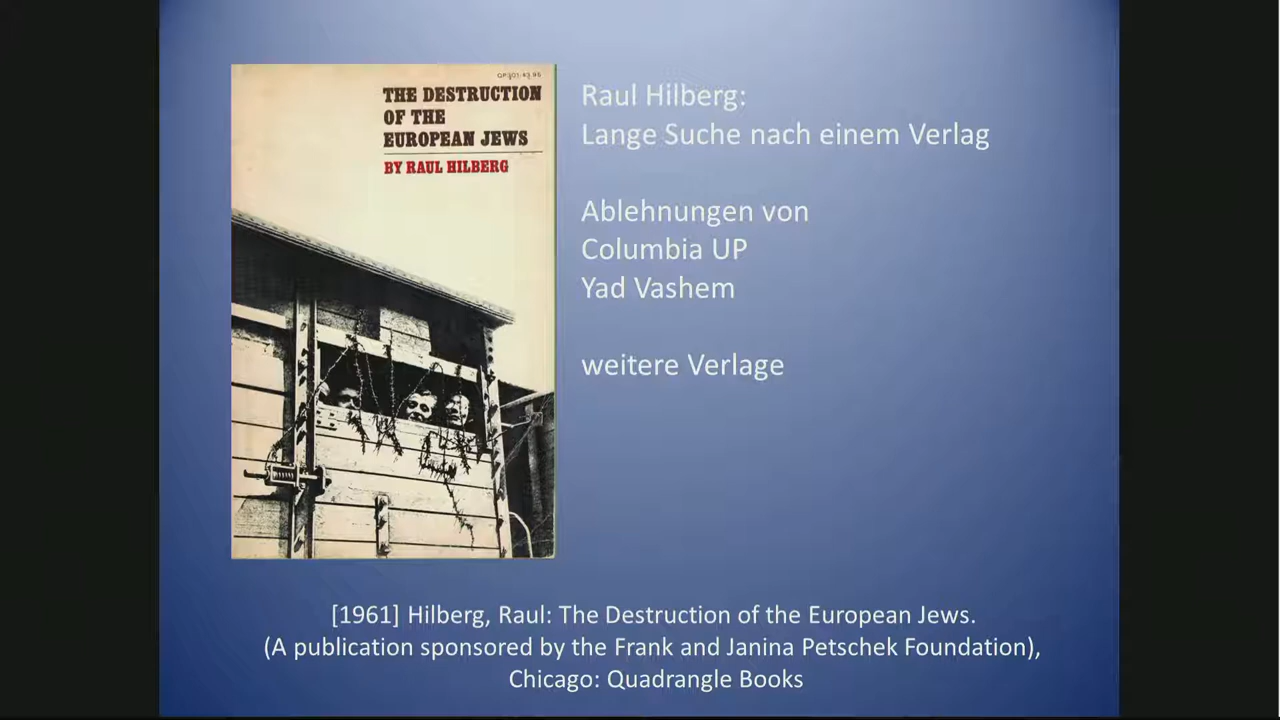 THE DESTRUCTION
OF THE
EUROPEAN JEWS
BY RAUL HILBERG
Raul Hilberg:
Lange Suche nach einem Verlag
Ablehnungen von
Columbia UP
Yad Vashem
weitere Verlage
[1961] Hilberg, Raul: The Destruction of the European Jews.
(A publication sponsored by the Frank and Janina Petschek Foundation),
Chicago: Quadrangle Books